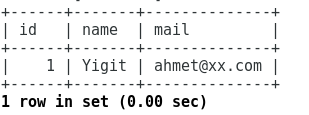 +------+-------+--------------+
| id   | name  | mail         |
+------+-------+--------------+
|    1 | Yigit | ahmet@xx.com |
+------+-------+--------------+
1 row in set (0.00 sec)